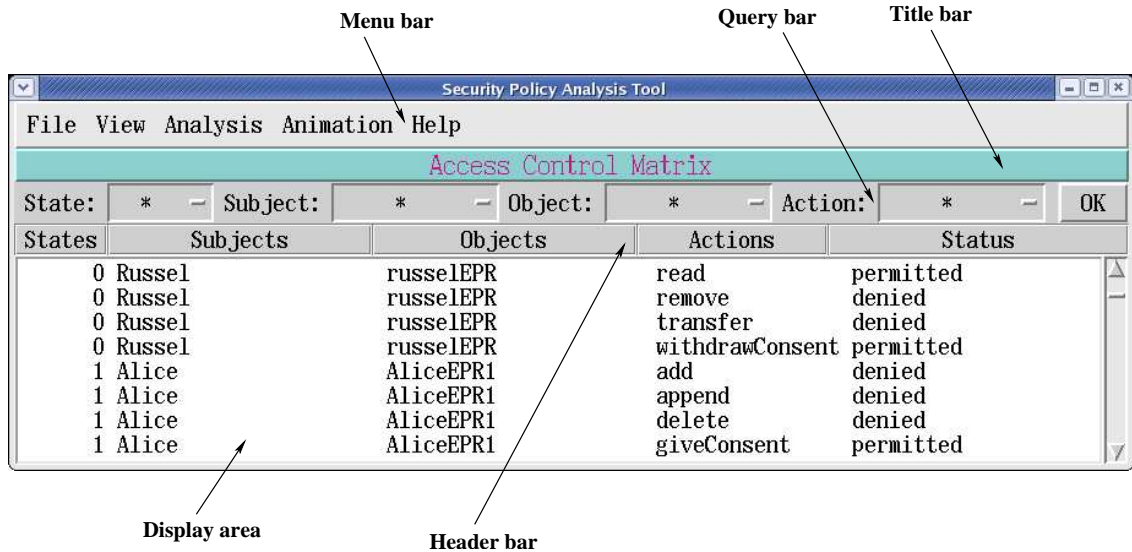 Menu bar Query bar Title bar
Security Policy Analysis Tool
File View Analysis Animation Help
Access Control Matrix
State: * Subject: * Object: * Action: * OK
States Subjects Objects Actions Status
0 Russel russelEPR read permitted
0 Russel russelEPR remove denied
0 Russel russelEPR transfer denied
0 Russel russelEPR withdrawConsent permitted
1 Alice AliceEPR1 add denied
1 Alice AliceEPR1 append denied
1 Alice AliceEPR1 delete denied
1 Alice AliceEPR1 giveConsent permitted
Display area Header bar